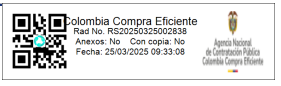 Colombia Compra Eficiente
Rad No. RS20250325002838
Anexos: No Con copia: No
Fecha: 25/03/2025 09:33:08
Agencia Nacional
de Contratación Pública
Colombia Compra Eficiente